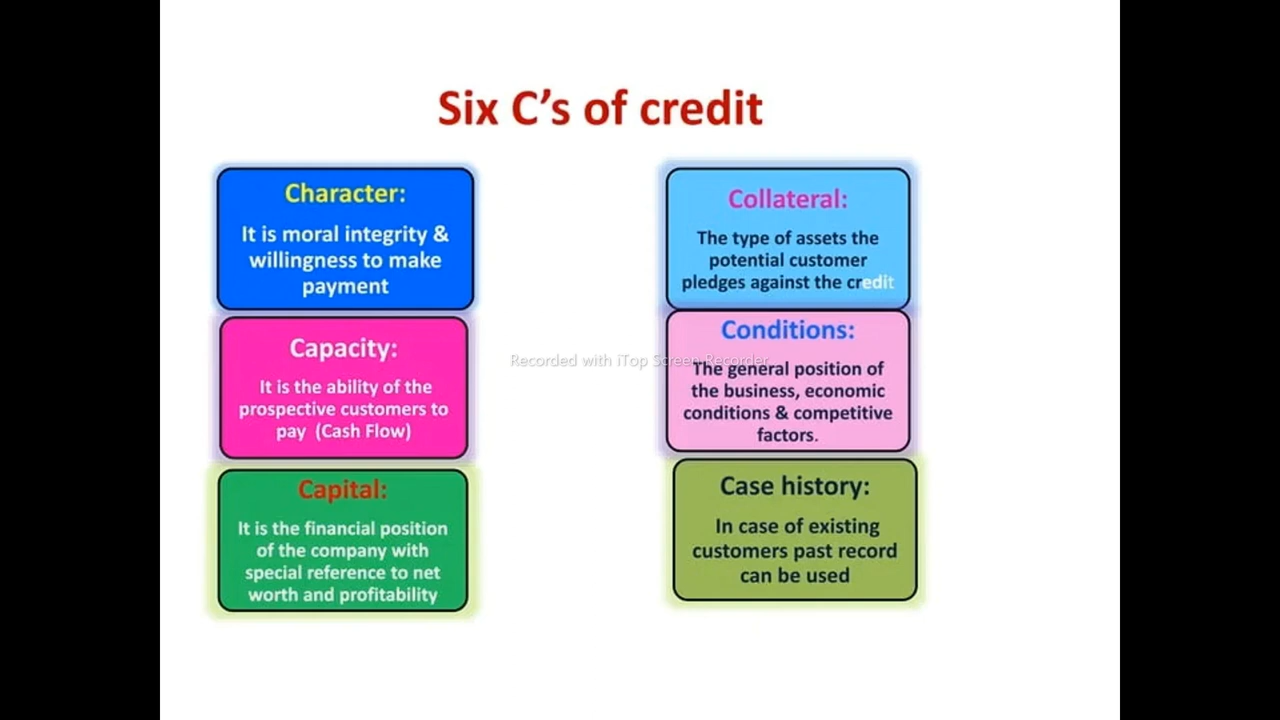 Six C’s of credit
Character:
It is moral integrity &
willingness to make
payment
Capacity:
It is the ability of the
prospective customers to
pay (Cash Flow)
Capital:
It is the financial position
of the company with
special reference to net
worth and profitability
Collateral:
The type of assets the
potential customer
pledges against the credit
Conditions:
The general position of
the business, economic
conditions & competitive
factors.
Case history:
In case of existing
customers past record
can be used
Recorded with iTop Screen Recorder